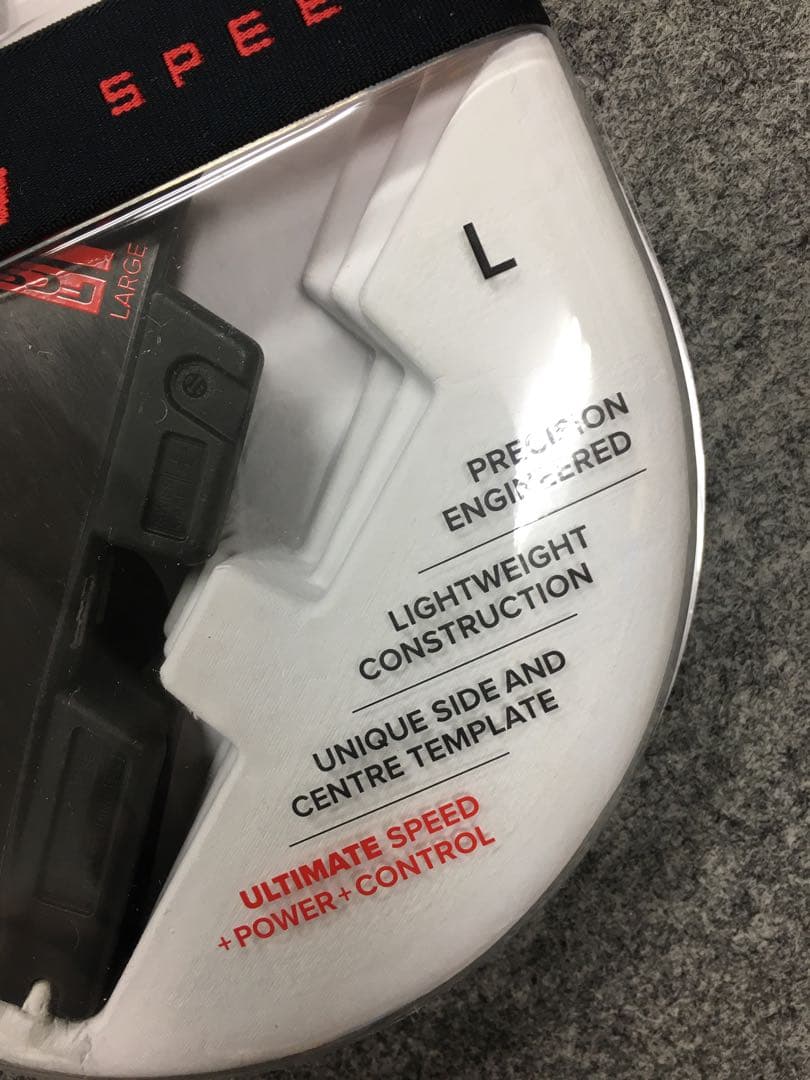 SPEE
LARGE
L
PRECISION
ENGINEERED
LIGHTWEIGHT
CONSTRUCTION
UNIQUE SIDE AND
CENTRE TEMPLATE
ULTIMATE SPEED
+POWER+CONTROL